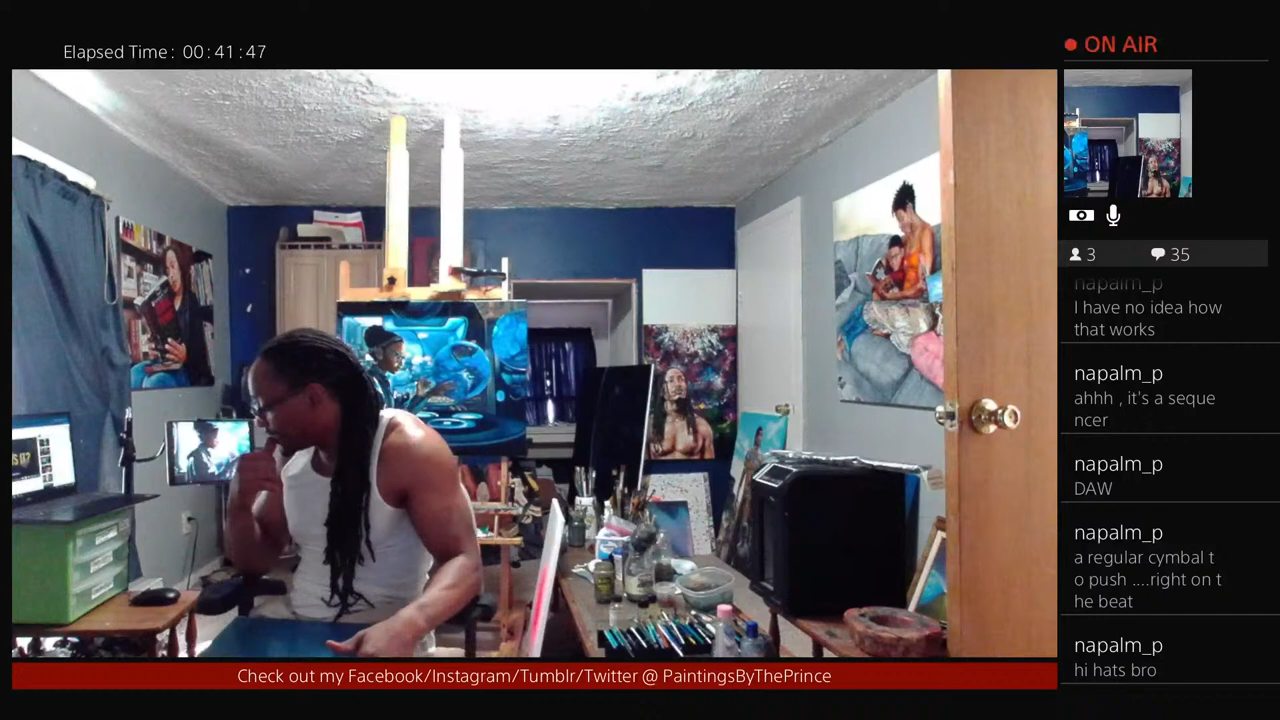 Elapsed Time: 00:41:47
ON AIR
3
35
napalm_p
I have no idea how
that works
napalm_p
ahhh , it's a seque
ncer
napalm_p
DAW
napalm_p
a regular cymbal t
o push ....right on t
he beat
napalm_p
hi hats bro
Check out my Facebook/Instagram/Tumblr/Twitter @ PaintingsByThePrince